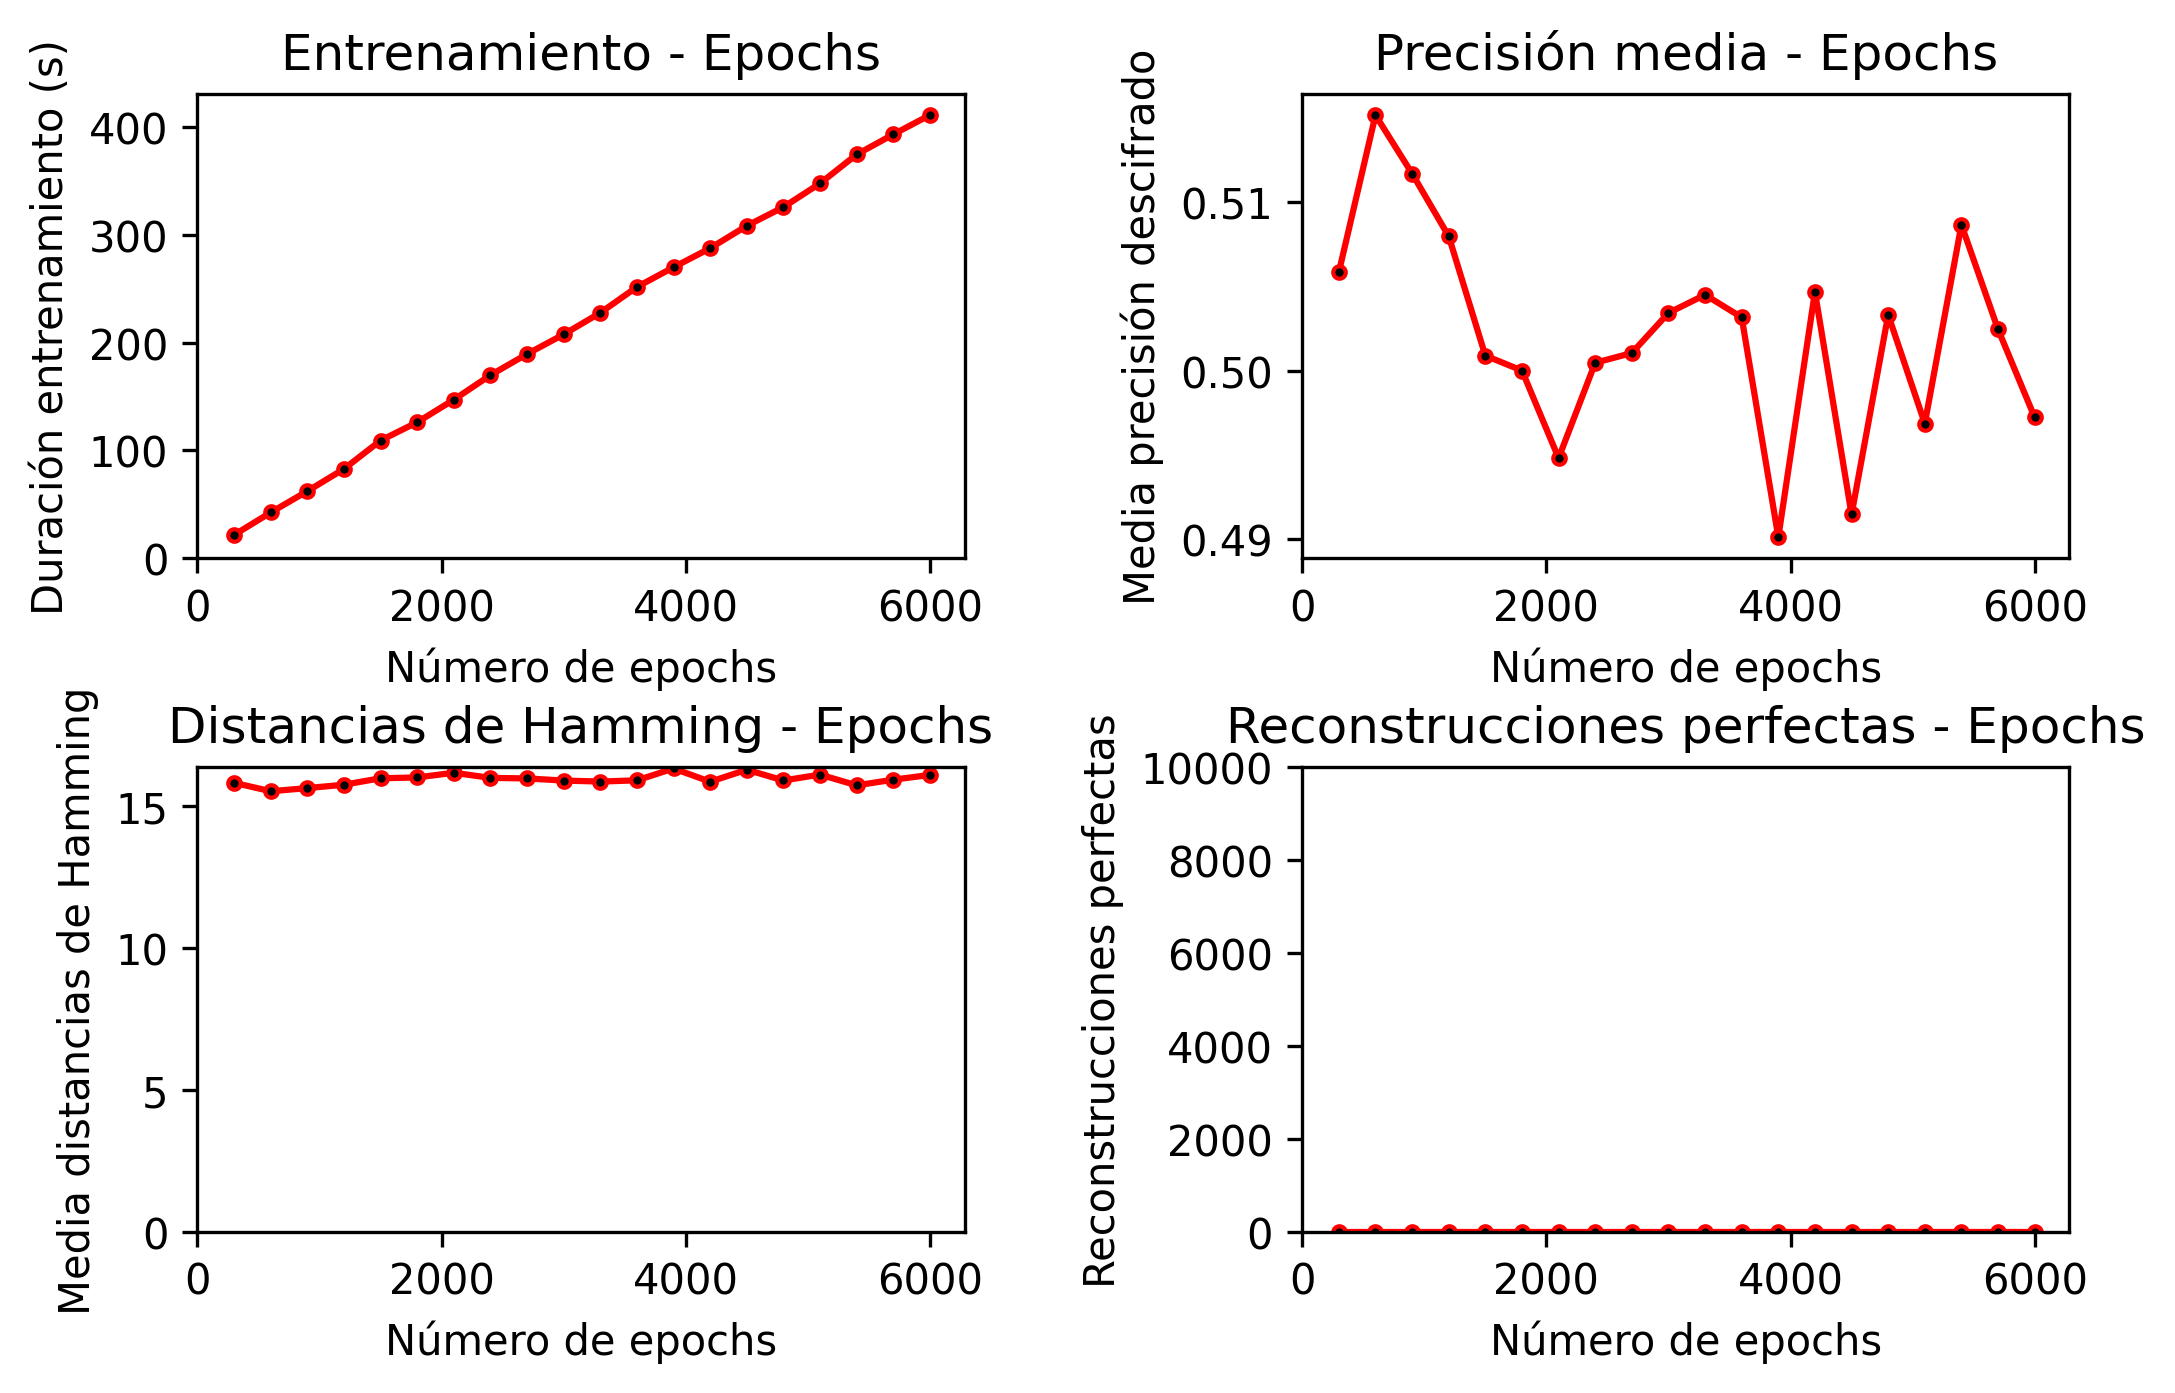 Entrenamiento - Epochs
Duración entrenamiento (s)
400
300
200
100
0
0 2000 4000 6000
Número de epochs
Precisión media - Epochs
Media precisión descifrado
0.51
0.50
0.49
0 2000 4000 6000
Número de epochs
Distancias de Hamming - Epochs
Media distancias de Hamming
15
10
5
0
0 2000 4000 6000
Número de epochs
Reconstrucciones perfectas - Epochs
Reconstrucciones perfectas
10000
8000
6000
4000
2000
0
0 2000 4000 6000
Número de epochs